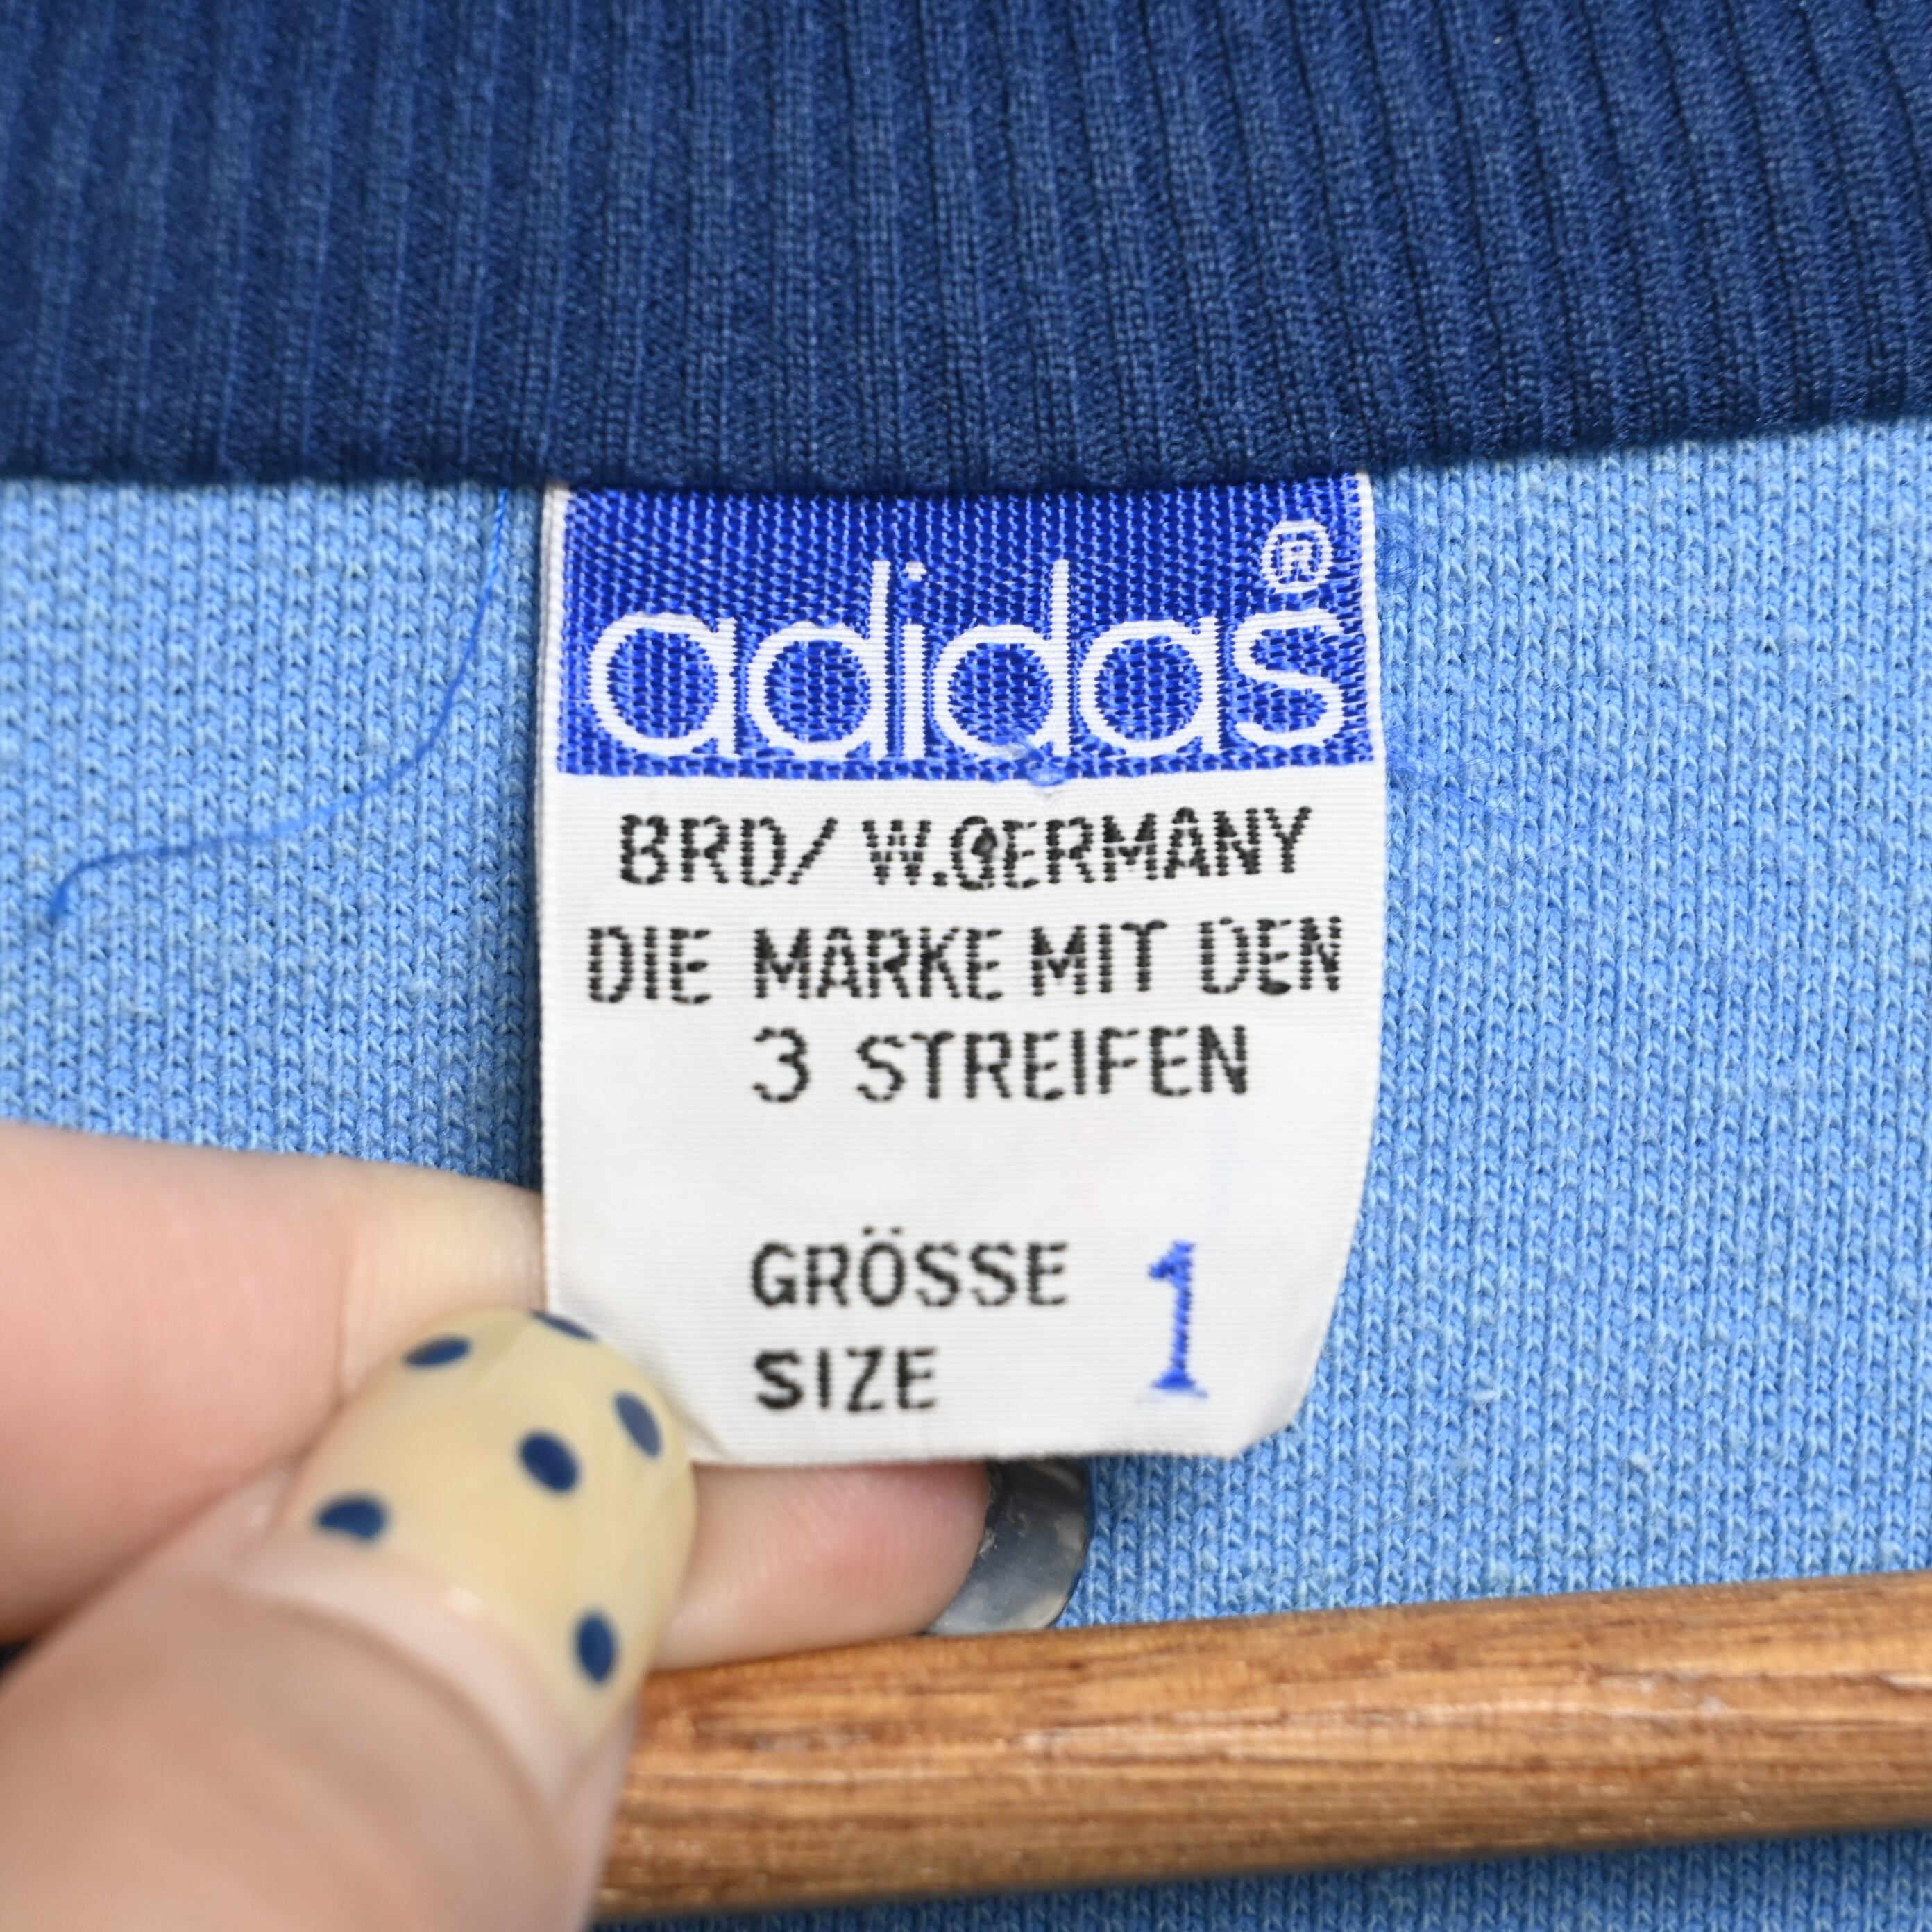 adidas®
BRD/ W.GERMANY
DIE MARKE MIT DEN
3 STREIFEN
GRÖSSE 1
SIZE